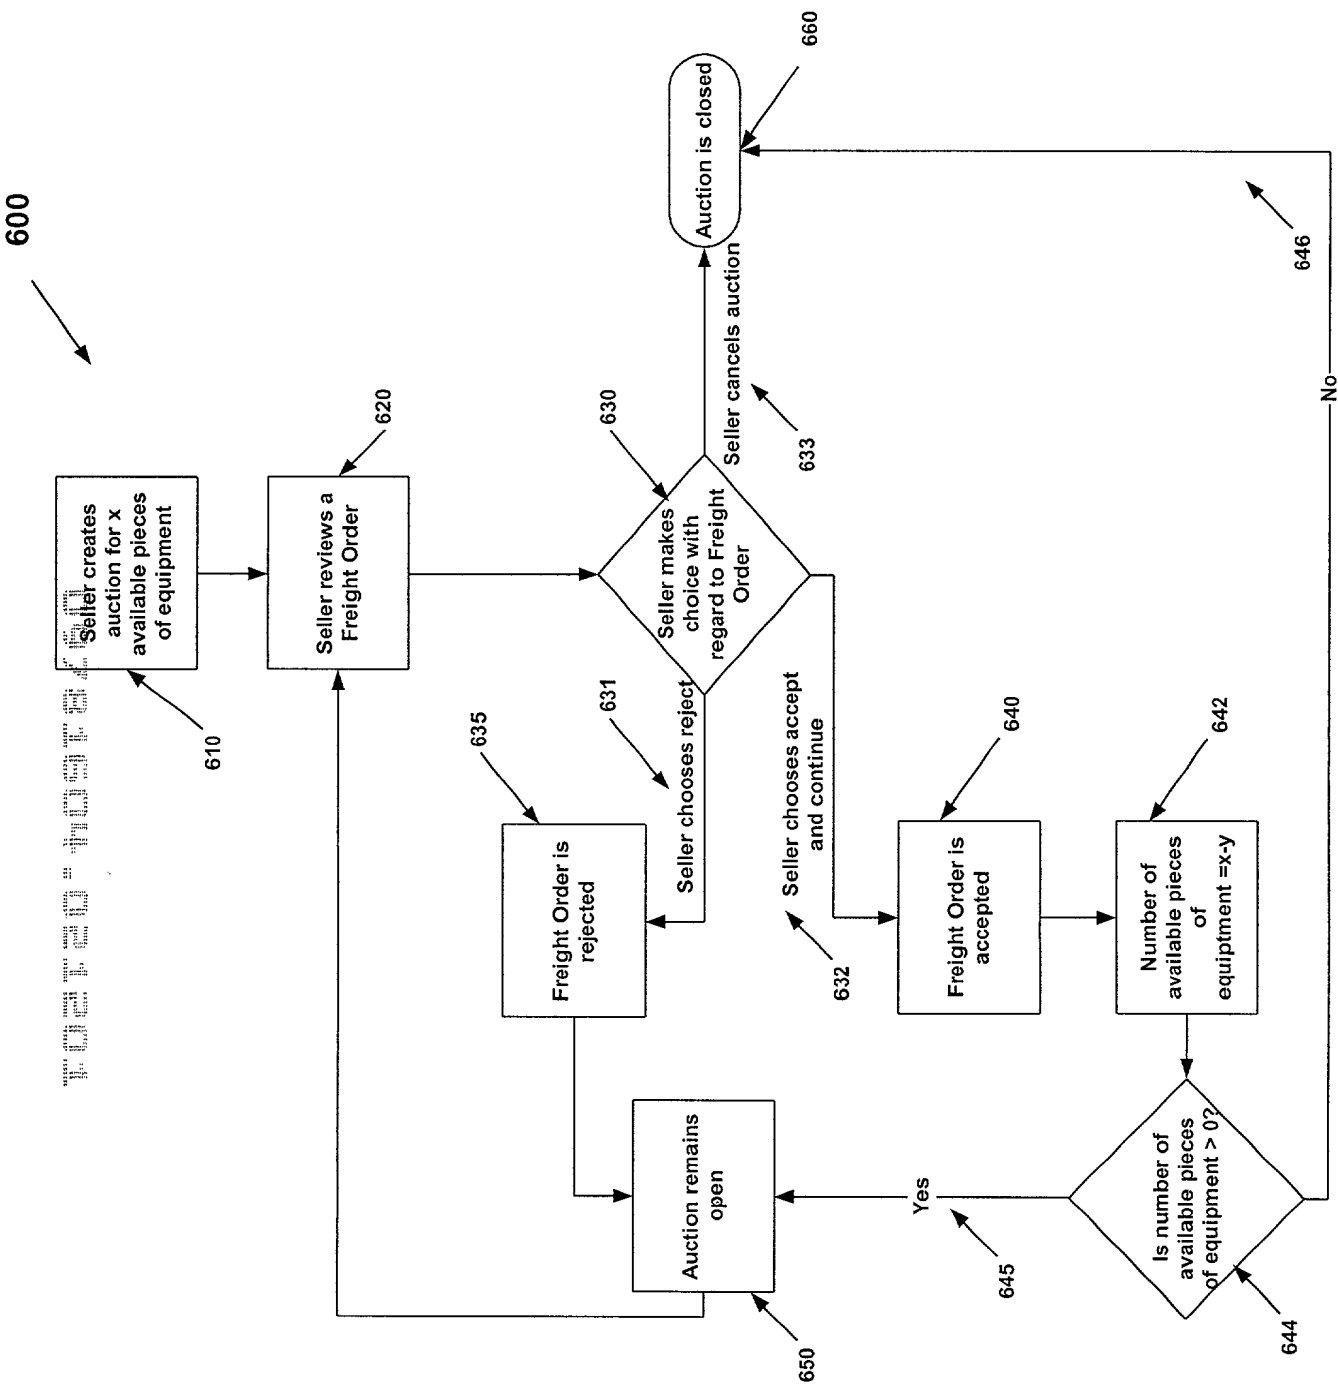 600
Seller creates
auction for x
available pieces
of equipment
610
Seller reviews a
Freight Order
620
Seller makes
choice with
regard to Freight
Order
630
Seller cancels auction
633
Auction is closed
660
Seller chooses reject
631
Freight Order is
rejected
635
Seller chooses accept
and continue
632
Freight Order is
accepted
640
Number of
available pieces
of
equiptment =x-y
642
Is number of
available pieces
of equipment > 0?
644
Yes
645
No
646
Auction remains
open
650